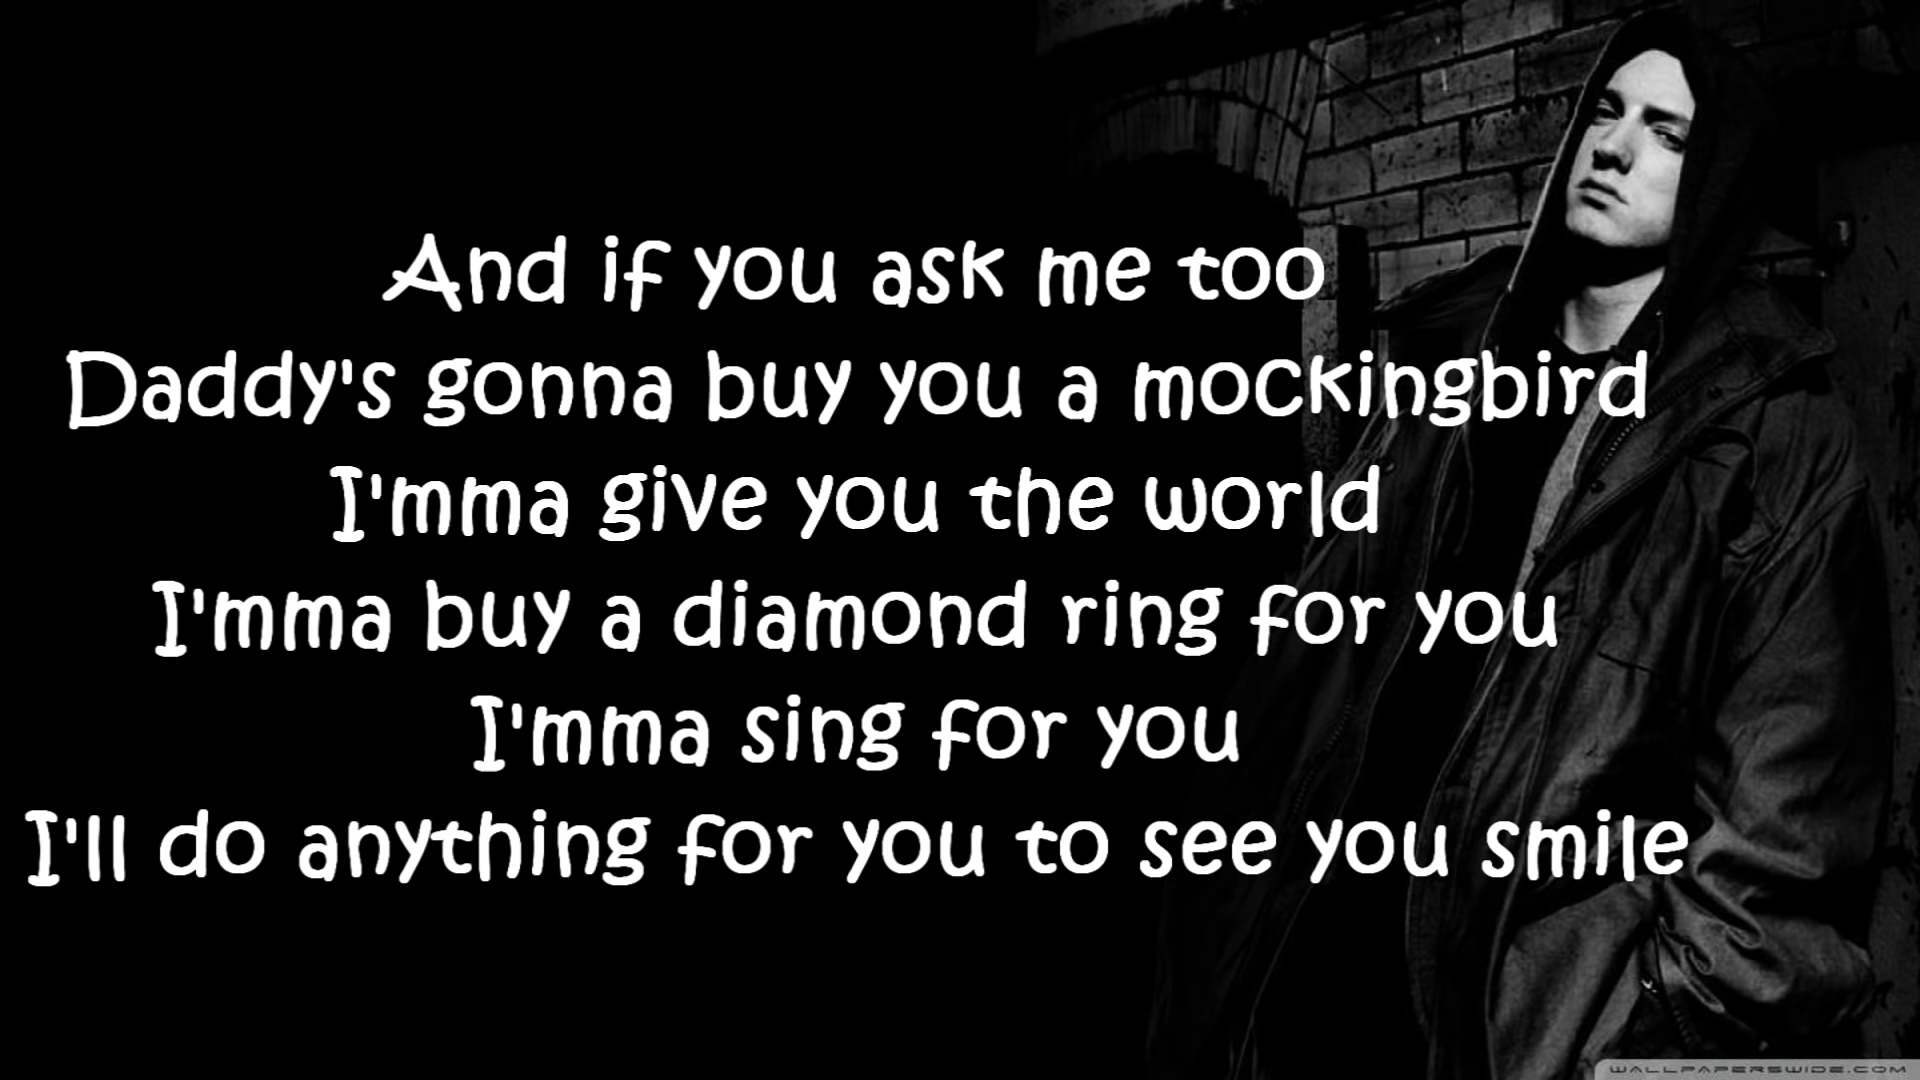 And if you ask me too
Daddy's gonna buy you a mockingbird
I'mma give you the world
I'mma buy a diamond ring for you
I'mma sing for you
I'll do anything for you to see you smile
WALLPAPERSWIDE.COM